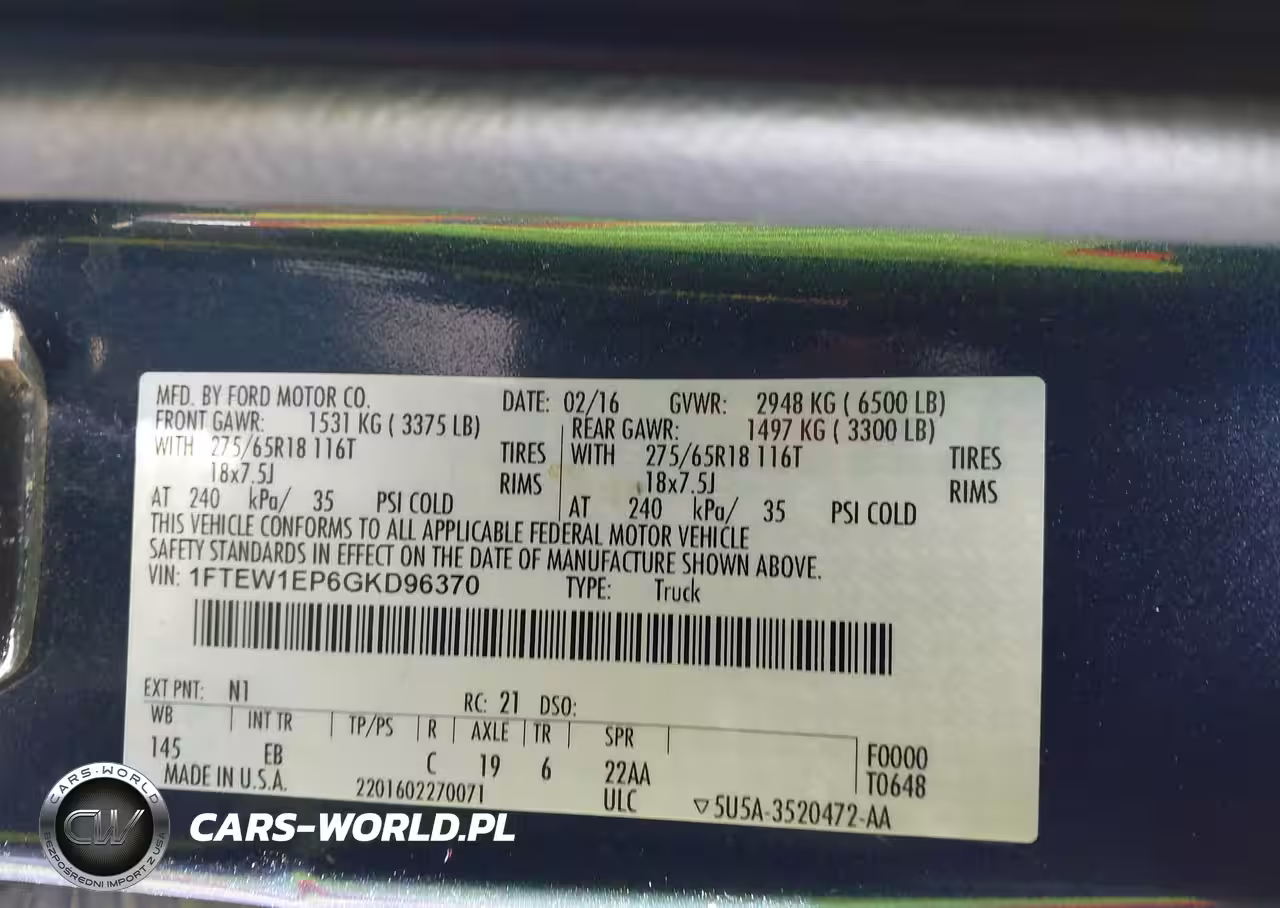 MFD. BY FORD MOTOR CO. DATE: 02/16 GVWR: 2948 KG ( 6500 LB)
FRONT GAWR: 1531 KG ( 3375 LB) REAR GAWR: 1497 KG ( 3300 LB)
WITH 275/65R18 116T TIRES WITH 275/65R18 116T TIRES
18x7.5J RIMS 18x7.5J RIMS
AT 240 kPa/ 35 PSI COLD AT 240 kPa/ 35 PSI COLD
THIS VEHICLE CONFORMS TO ALL APPLICABLE FEDERAL MOTOR VEHICLE
SAFETY STANDARDS IN EFFECT ON THE DATE OF MANUFACTURE SHOWN ABOVE.
VIN: 1FTEW1EP6GKD96370 TYPE: Truck
EXT PNT: N1 RC: 21 DSO:
WB INT TR TP/PS R AXLE TR SPR
145 EB C 19 6 22AA F0000
T0648
MADE IN U.S.A. 2201602270071 ULC ▽5U5A-3520472-AA
CARS-WORLD
CW
BEZPOŚREDNI IMPORT Z USA
CARS-WORLD.PL